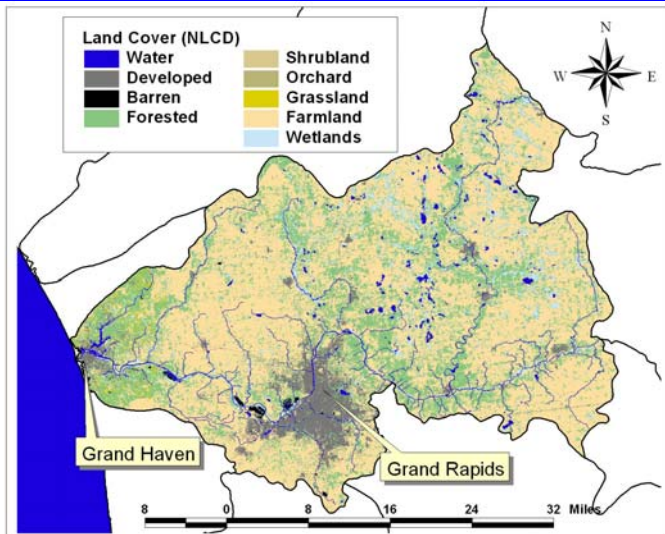 Land Cover (NLCD)
Water
Developed
Barren
Forested
Shrubland
Orchard
Grassland
Farmland
Wetlands
N
W
E
S
Grand Haven
Grand Rapids
8 0 8 16 24 32 Miles